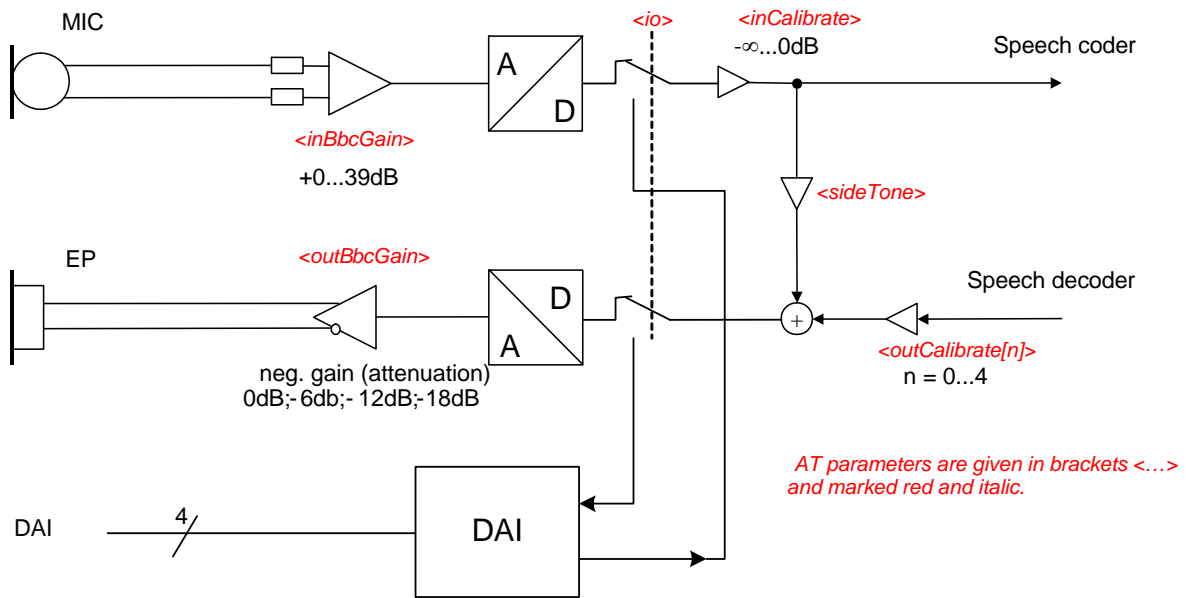 MIC
<io>
<inCalibrate>
-∞...0dB
Speech coder
A
D
<inBbcGain>
+0...39dB
<sideTone>
EP
<outBbcGain>
D
A
Speech decoder
+
<outCalibrate[n]>
n = 0...4
neg. gain (attenuation)
0dB;-6db;-12dB;-18dB
AT parameters are given in brackets <...>
and marked red and italic.
DAI
4
DAI